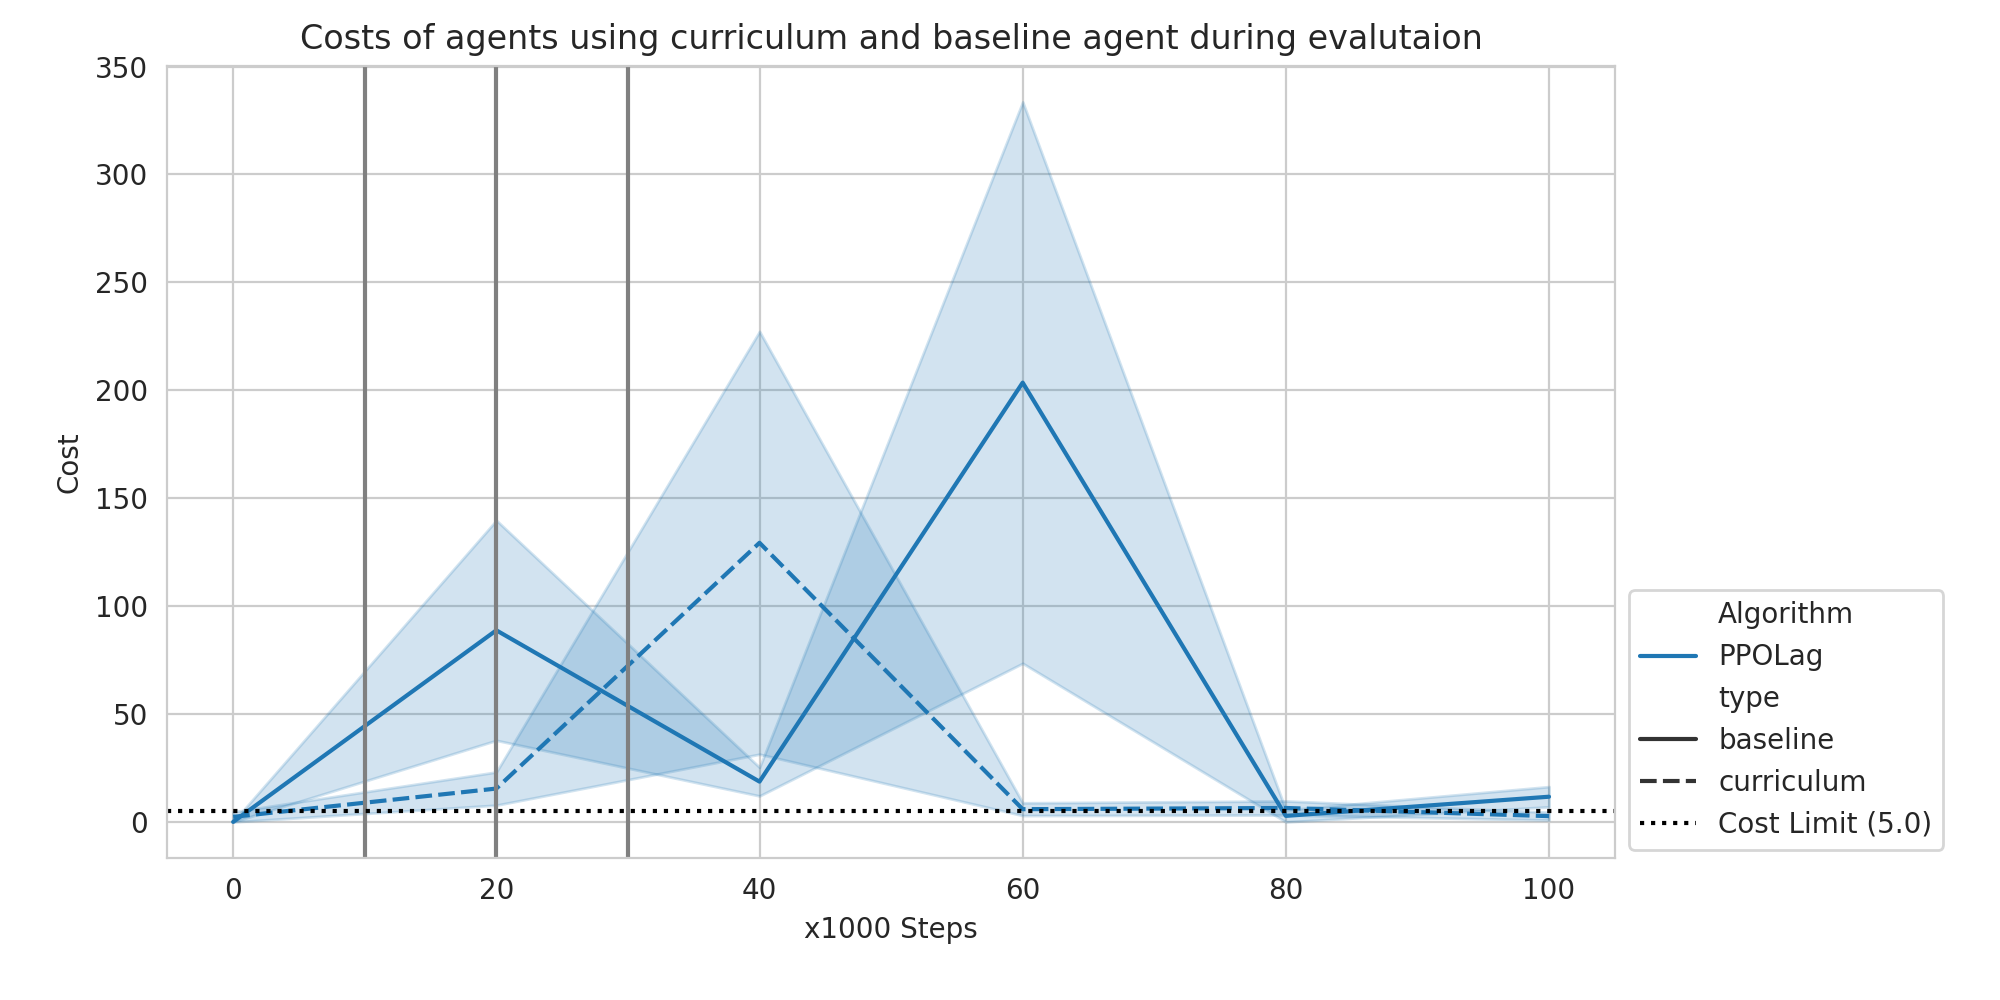 Costs of agents using curriculum and baseline agent during evalutaion
350
300
250
200
150
100
50
0
Cost
0 20 40 60 80 100
x1000 Steps
Algorithm
PPOLag
type
baseline
curriculum
Cost Limit (5.0)